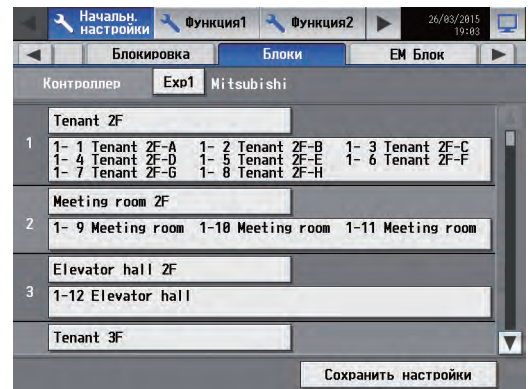 Начальн. настройки
Функция1
Функция2
26/03/2015
19:03
Блокировка
Блоки
EM Блок
Контроллер
Exp1
Mitsubishi
Tenant 2F
1
1- 1 Tenant 2F-A 1- 2 Tenant 2F-B 1- 3 Tenant 2F-C
1- 4 Tenant 2F-D 1- 5 Tenant 2F-E 1- 6 Tenant 2F-F
1- 7 Tenant 2F-G 1- 8 Tenant 2F-H
Meeting room 2F
2
1- 9 Meeting room 1-10 Meeting room 1-11 Meeting room
Elevator hall 2F
3
1-12 Elevator hall
Tenant 3F
Сохранить настройки